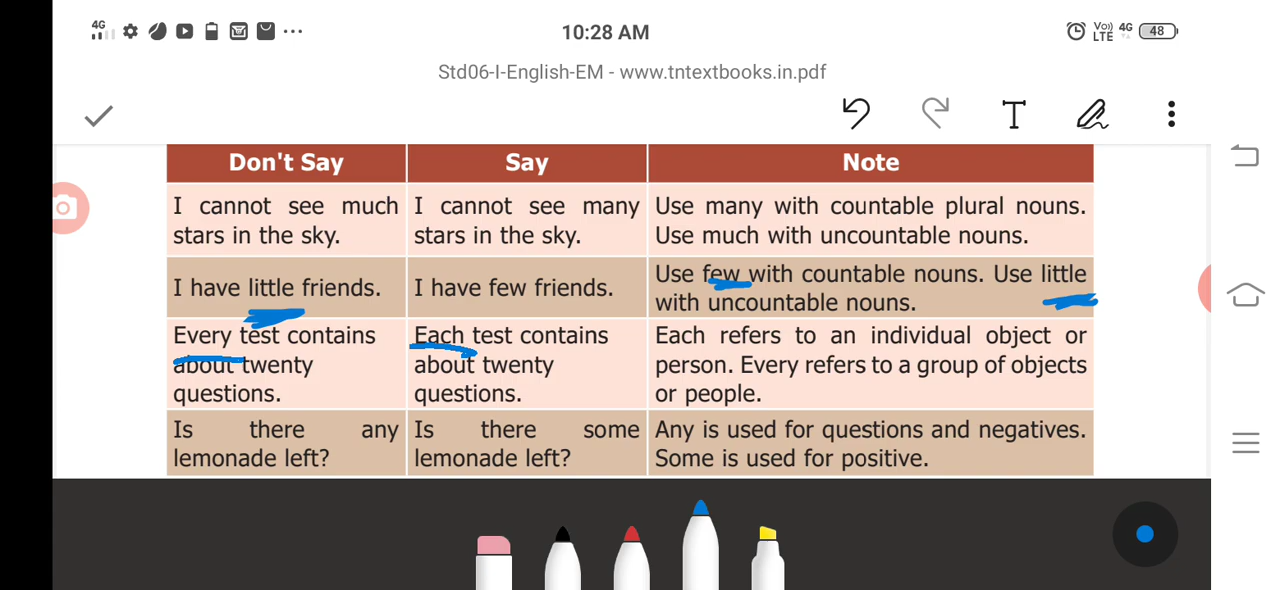 4G
10:28 AM
Vo))
LTE
4G
48
Std06-I-English-EM - www.tntextbooks.in.pdf
T
Don't Say
Say
Note
I cannot see much
stars in the sky.
I cannot see many
stars in the sky.
Use many with countable plural nouns.
Use much with uncountable nouns.
I have little friends.
I have few friends.
Use few with countable nouns. Use little
with uncountable nouns.
Every test contains
about twenty
questions.
Each test contains
about twenty
questions.
Each refers to an individual object or
person. Every refers to a group of objects
or people.
Is there any
lemonade left?
Is there some
lemonade left?
Any is used for questions and negatives.
Some is used for positive.